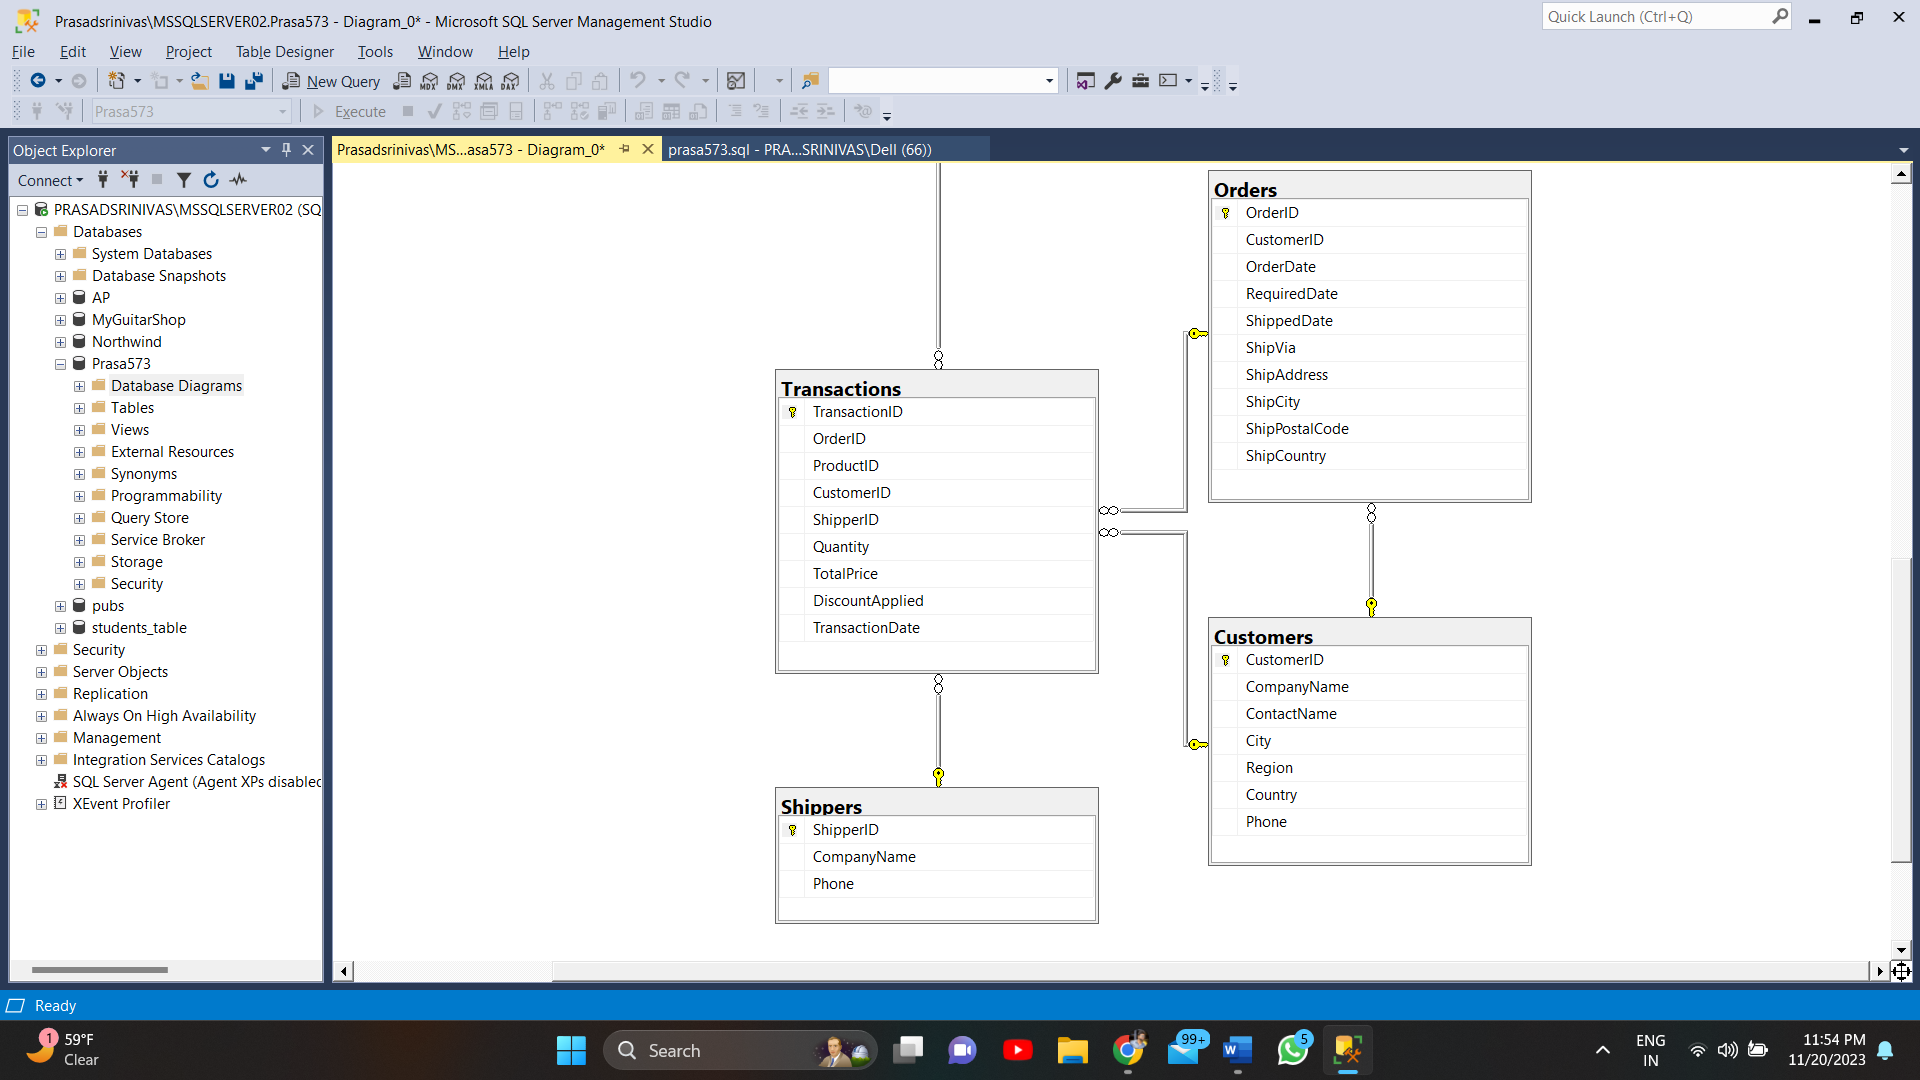 Prasadsrinivas\MSSQLSERVER02.Prasa573 - Diagram_0* - Microsoft SQL Server Management Studio
Quick Launch (Ctrl+Q)
File Edit View Project Table Designer Tools Window Help
New Query MDX DMX XMLA DAX
Prasa573 Execute
Object Explorer
Prasadsrinivas\MS...asa573 - Diagram_0*
prasa573.sql - PRA...SRINIVAS\Dell (66))
Connect
PRASADSRINIVAS\MSSQLSERVER02 (SQ
Databases
System Databases
Database Snapshots
AP
MyGuitarShop
Northwind
Prasa573
Database Diagrams
Tables
Views
External Resources
Synonyms
Programmability
Query Store
Service Broker
Storage
Security
pubs
students_table
Security
Server Objects
Replication
Always On High Availability
Management
Integration Services Catalogs
SQL Server Agent (Agent XPs disabled
XEvent Profiler
Orders
OrderID
CustomerID
OrderDate
RequiredDate
ShippedDate
ShipVia
ShipAddress
ShipCity
ShipPostalCode
ShipCountry
Transactions
TransactionID
OrderID
ProductID
CustomerID
ShipperID
Quantity
TotalPrice
DiscountApplied
TransactionDate
Customers
CustomerID
CompanyName
ContactName
City
Region
Country
Phone
Shippers
ShipperID
CompanyName
Phone
Ready
1
59°F
Clear
Search
99+
W
5
ENG
IN
11:54 PM
11/20/2023